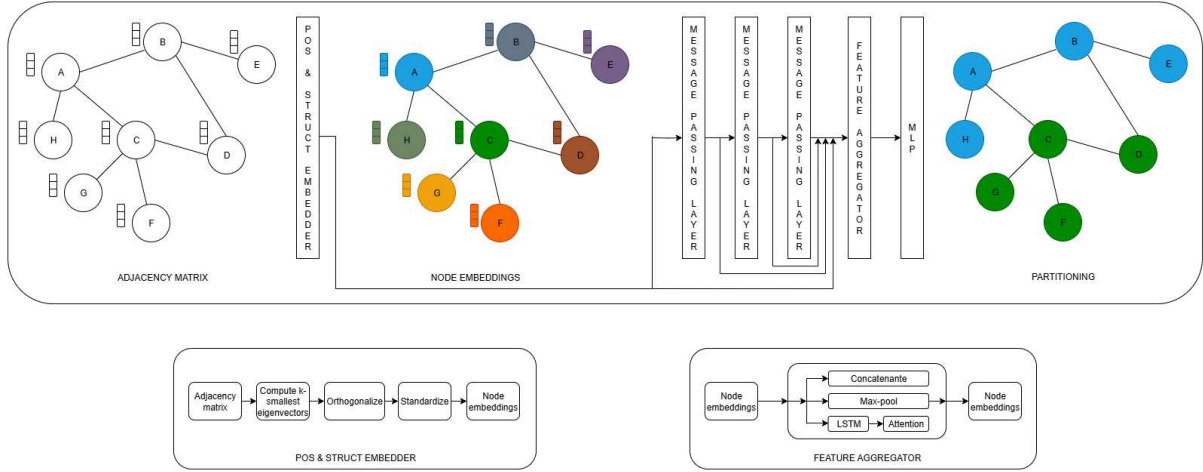 B
E
A
H
C
D
G
F
ADJACENCY MATRIX
POS & STRUCT EMBEDDER
B
E
A
H
C
D
G
F
NODE EMBEDDINGS
MESSAGE PASSING LAYER
MESSAGE PASSING LAYER
MESSAGE PASSING LAYER
FEATURE AGGREGATOR
MLP
B
E
A
H
C
D
G
F
PARTITIONING
Adjacency
matrix
Compute k-
smallest
eigenvectors
Orthogonalize
Standardize
Node
embeddings
POS & STRUCT EMBEDDER
Node
embeddings
Concatenante
Max-pool
LSTM
Attention
Node
embeddings
FEATURE AGGREGATOR